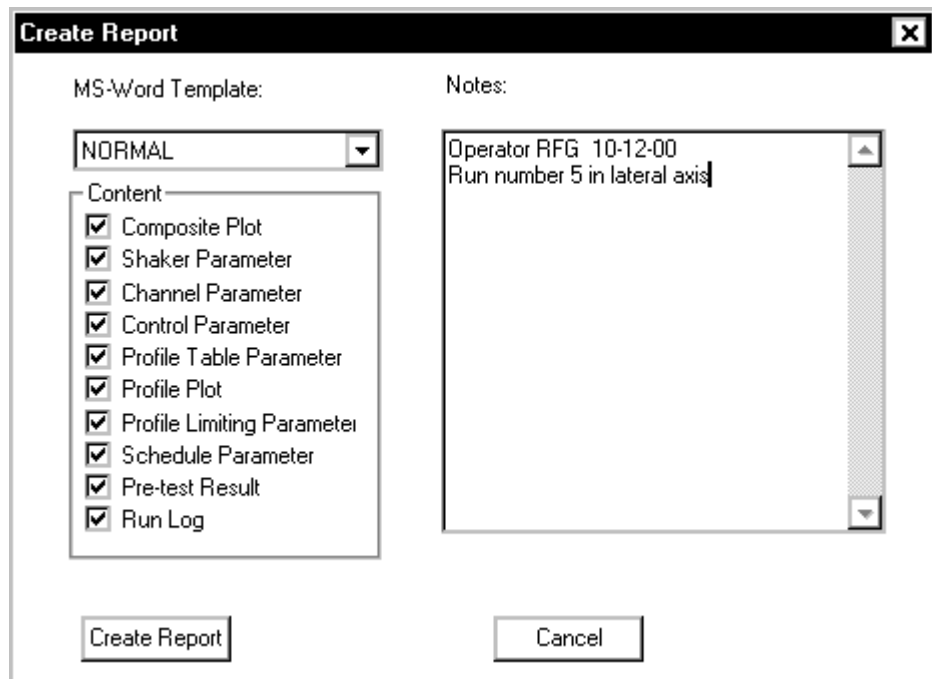 Create Report
MS-Word Template:
NORMAL
Content
Composite Plot
Shaker Parameter
Channel Parameter
Control Parameter
Profile Table Parameter
Profile Plot
Profile Limiting Parameter
Schedule Parameter
Pre-test Result
Run Log
Notes:
Operator RFG 10-12-00
Run number 5 in lateral axis
Create Report
Cancel